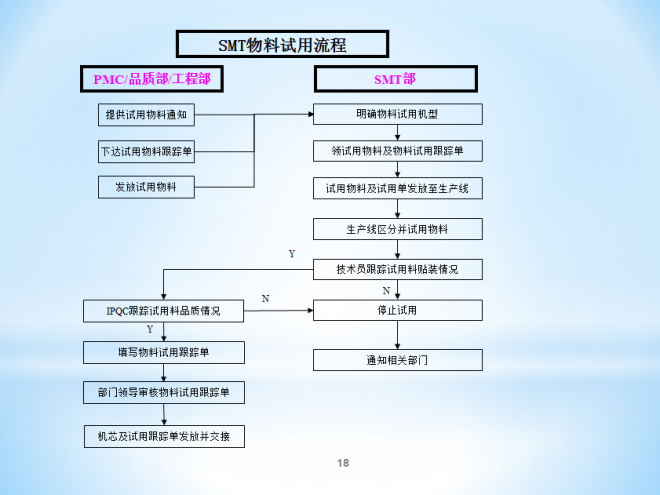 SMT物料试用流程
PMC/品质部/工程部
SMT部
提供试用物料通知
明确物料试用机型
下达试用物料跟踪单
领试用物料及物料试用跟踪单
发放试用物料
试用物料及试用单发放至生产线
生产线区分并试用物料
Y
技术员跟踪试用料贴装情况
N
N
IPQC跟踪试用料品质情况
停止试用
Y
填写物料试用跟踪单
通知相关部门
部门领导审核物料试用跟踪单
机芯及试用跟踪单发放并交接
18